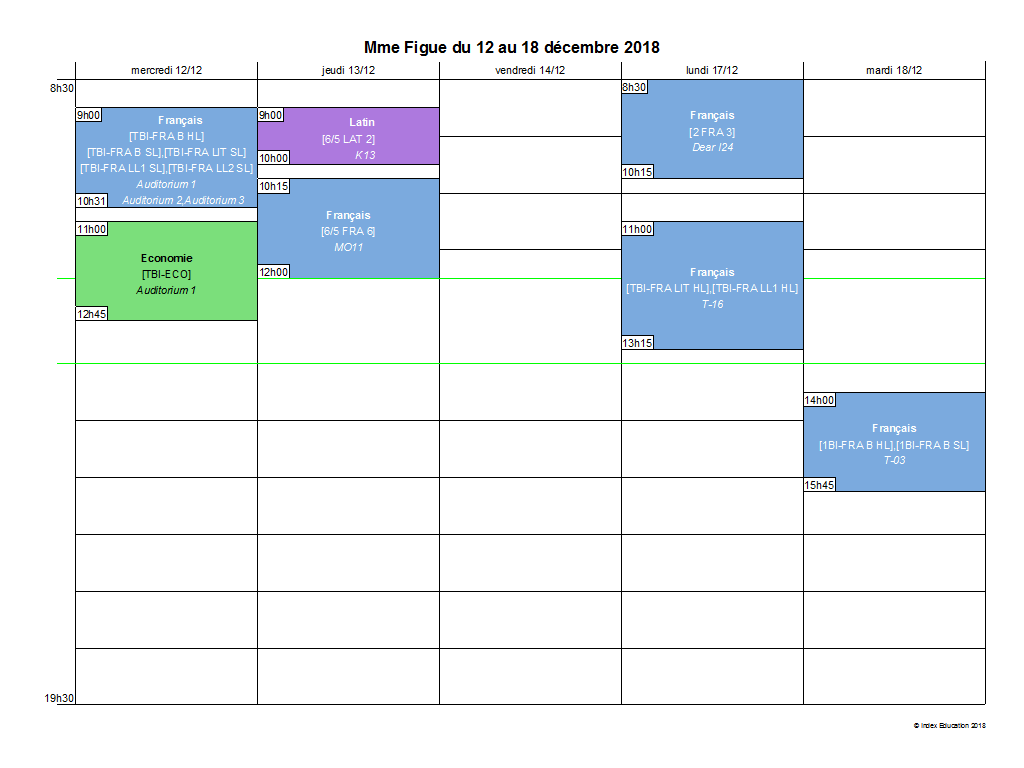 Mme Figue du 12 au 18 décembre 2018
mercredi 12/12
jeudi 13/12
vendredi 14/12
lundi 17/12
mardi 18/12
8h30
9h00
Français
[TBI-FRA B HL]
[TBI-FRA B SL],[TBI-FRA LIT SL]
[TBI-FRA LL1 SL],[TBI-FRA LL2 SL]
Auditorium 1
Auditorium 2,Auditorium 3
10h31
11h00
Economie
[TBI-ECO]
Auditorium 1
12h45
9h00
Latin
[6/5 LAT 2]
K13
10h00
10h15
Français
[6/5 FRA 6]
MO11
12h00
8h30
Français
[2 FRA 3]
Dear I24
10h15
11h00
Français
[TBI-FRA LIT HL],[TBI-FRA LL1 HL]
T-16
13h15
14h00
Français
[1BI-FRA B HL],[1BI-FRA B SL]
T-03
15h45
19h30
© Index Education 2018